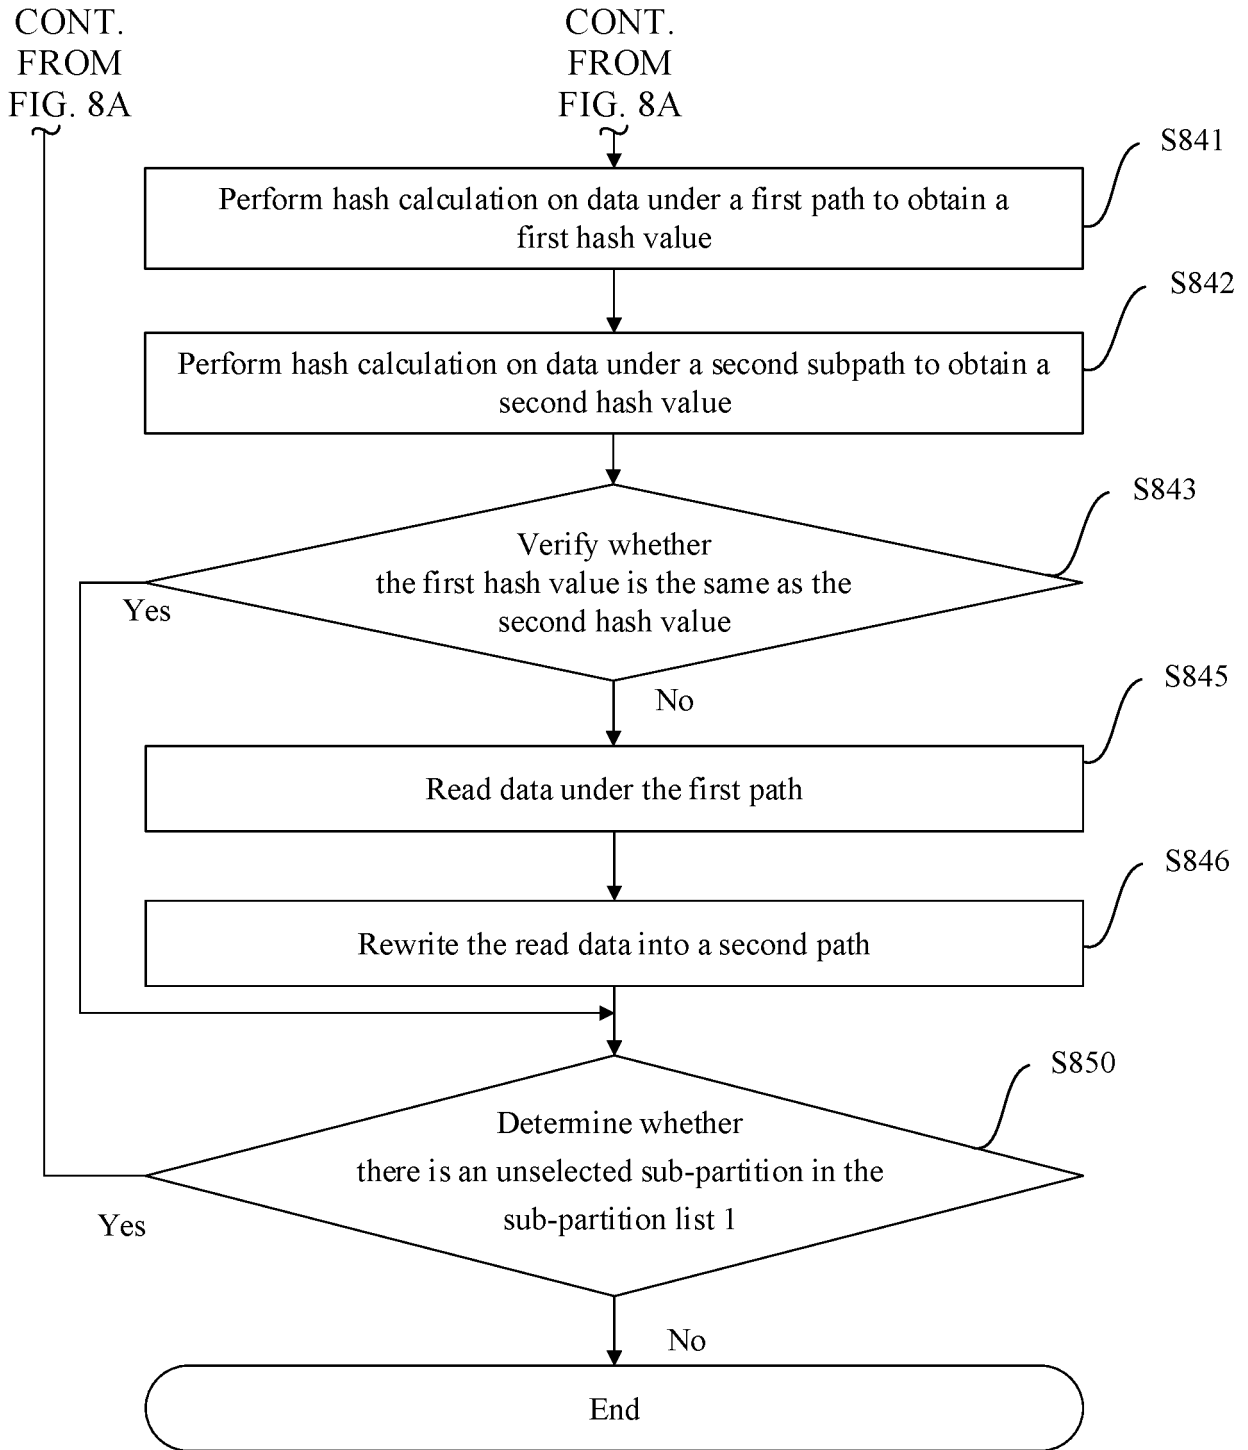 CONT.
FROM
FIG. 8A
CONT.
FROM
FIG. 8A
S841
Perform hash calculation on data under a first path to obtain a
first hash value
S842
Perform hash calculation on data under a second subpath to obtain a
second hash value
S843
Verify whether
the first hash value is the same as the
second hash value
Yes
No
S845
Read data under the first path
S846
Rewrite the read data into a second path
S850
Determine whether
there is an unselected sub-partition in the
sub-partition list 1
Yes
No
End